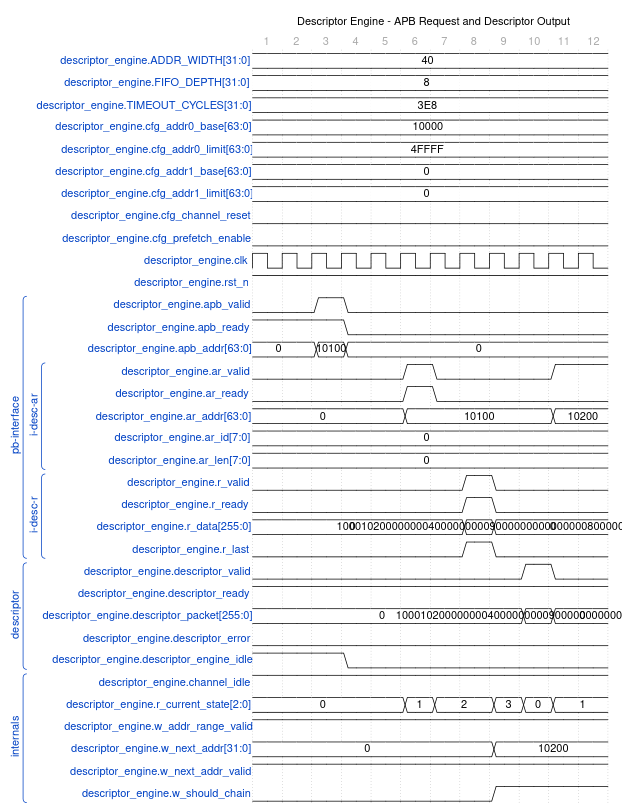 Descriptor Engine - APB Request and Descriptor Output
1 2 3 4 5 6 7 8 9 10 11 12
descriptor_engine.ADDR_WIDTH[31:0] 40
descriptor_engine.FIFO_DEPTH[31:0] 8
descriptor_engine.TIMEOUT_CYCLES[31:0] 3E8
descriptor_engine.cfg_addr0_base[63:0] 10000
descriptor_engine.cfg_addr0_limit[63:0] 4FFFF
descriptor_engine.cfg_addr1_base[63:0] 0
descriptor_engine.cfg_addr1_limit[63:0] 0
descriptor_engine.cfg_channel_reset
descriptor_engine.cfg_prefetch_enable
descriptor_engine.clk
descriptor_engine.rst_n
descriptor_engine.apb_valid
descriptor_engine.apb_ready
descriptor_engine.apb_addr[63:0] 0 10100 0
descriptor_engine.ar_valid
descriptor_engine.ar_ready
descriptor_engine.ar_addr[63:0] 0 10100 10200
descriptor_engine.ar_id[7:0] 0
descriptor_engine.ar_len[7:0] 0
descriptor_engine.r_valid
descriptor_engine.r_ready
descriptor_engine.r_data[255:0]
descriptor_engine.r_last
descriptor_engine.descriptor_valid
descriptor_engine.descriptor_ready
descriptor_engine.descriptor_packet[255:0] 0
descriptor_engine.descriptor_error
descriptor_engine.descriptor_engine_idle
descriptor_engine.channel_idle
descriptor_engine.r_current_state[2:0] 0 1 2 3 0 1
descriptor_engine.w_addr_range_valid
descriptor_engine.w_next_addr[31:0] 0 10200
descriptor_engine.w_next_addr_valid
descriptor_engine.w_should_chain
pb-interface
i-desc-ar
i-desc-r
descriptor
internals